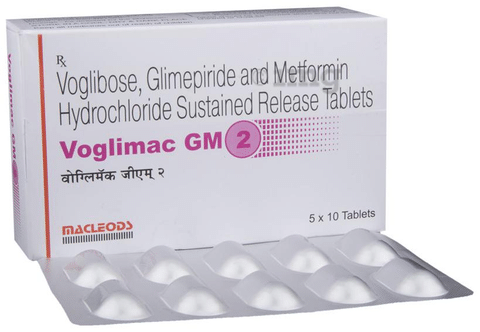 Rx
Voglibose, Glimepiride and Metformin
Hydrochloride Sustained Release Tablets
Voglimac GM 2
वोग्लिमॅक जीएम् २
MACLEODS
5 x 10 Tablets